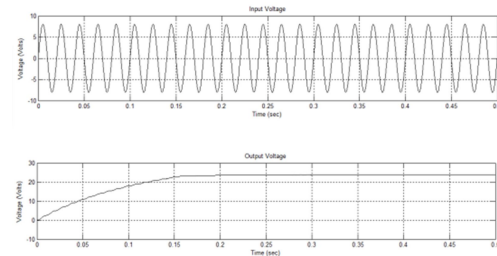 Input Voltage
10
5
0
-5
-10
Voltage (Volts)
0 0.05 0.1 0.15 0.2 0.25 0.3 0.35 0.4 0.45 0.5
Time (sec)
Output Voltage
30
20
10
0
-10
Voltage (Volts)
0 0.05 0.1 0.15 0.2 0.25 0.3 0.35 0.4 0.45
Time (sec)